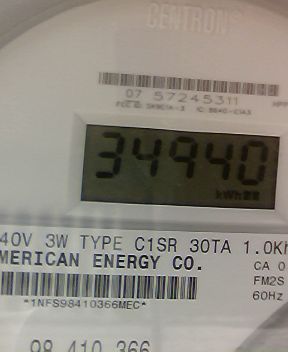 CENTRON®
07 57245311
34940
kWh
40V 3W TYPE C1SR 30TA 1.0Kh
MERICAN ENERGY CO.
CA 0
FM2S
60Hz
*1NFS98410366MEC*
98 410 366